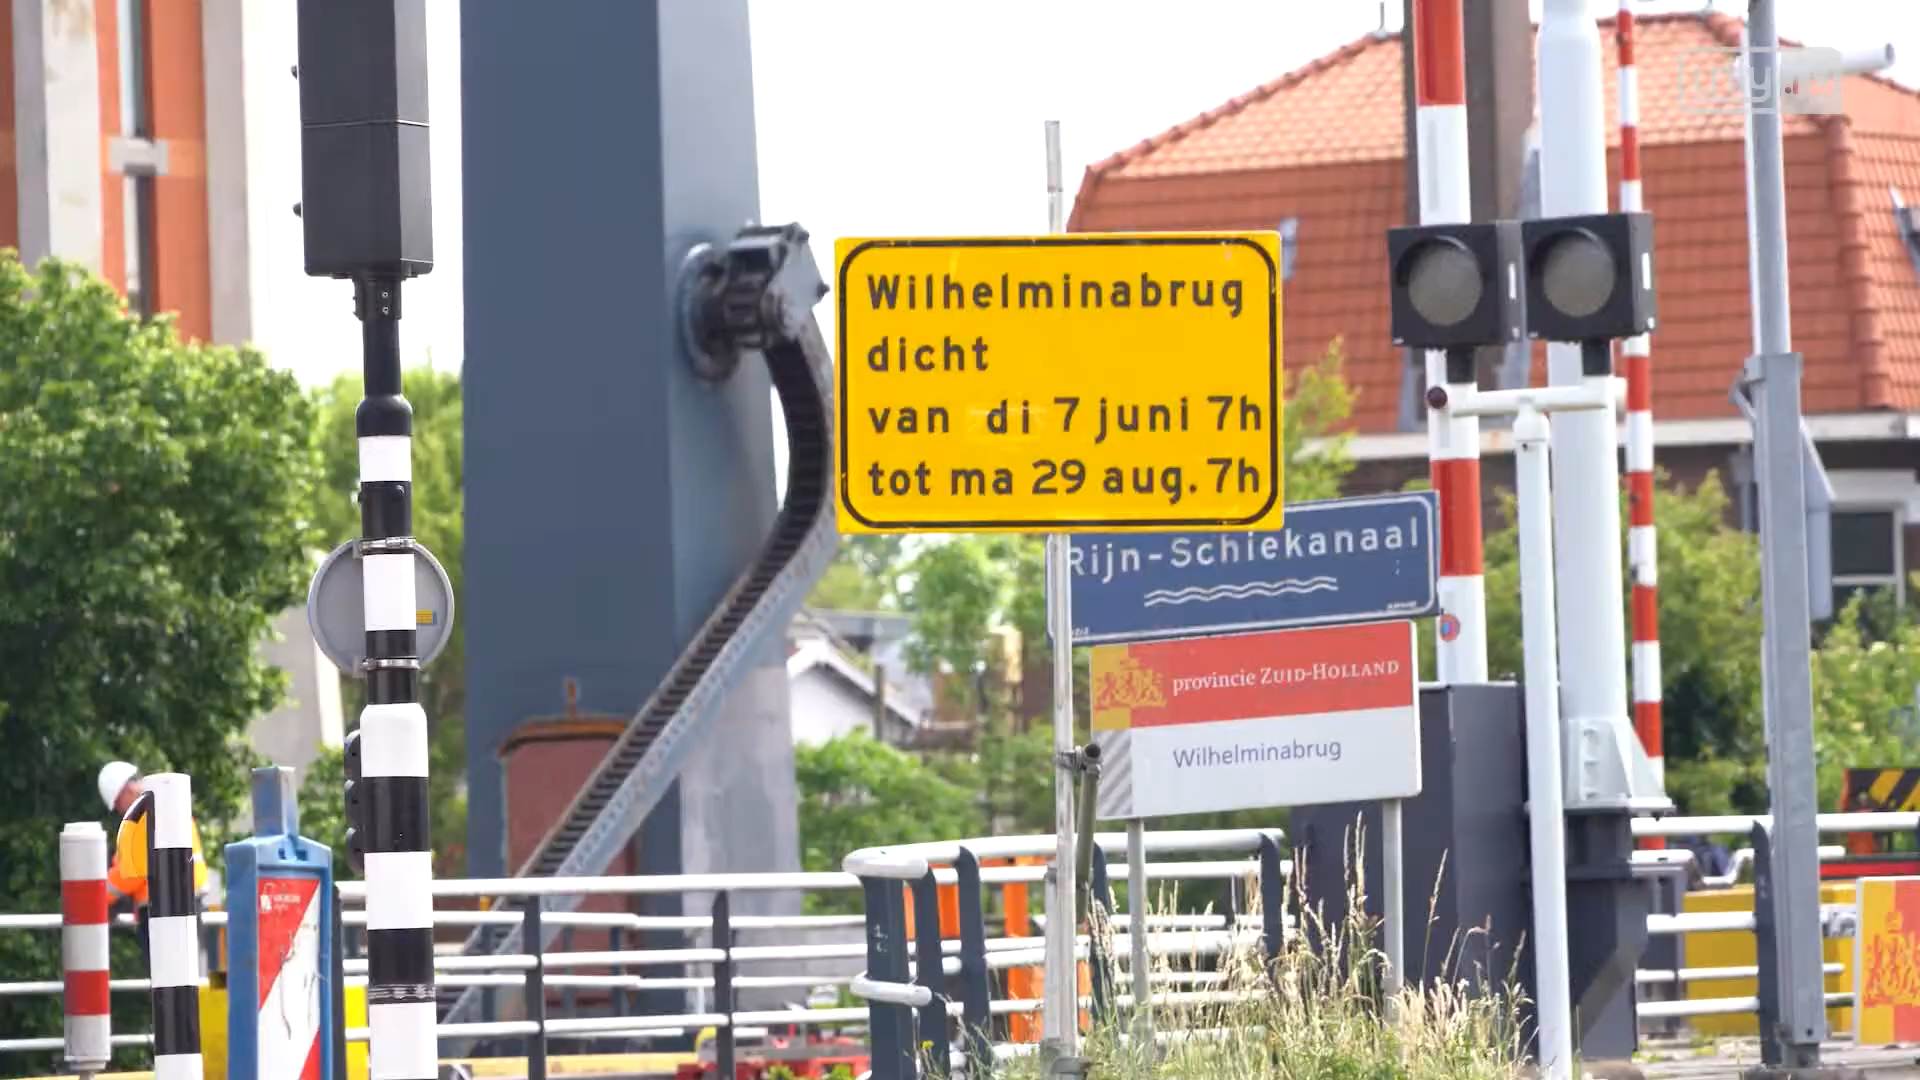 Wilhelminabrug
dicht
van di 7 juni 7h
tot ma 29 aug. 7h
Rijn-Schiekanaal
provincie ZUID-HOLLAND
Wilhelminabrug